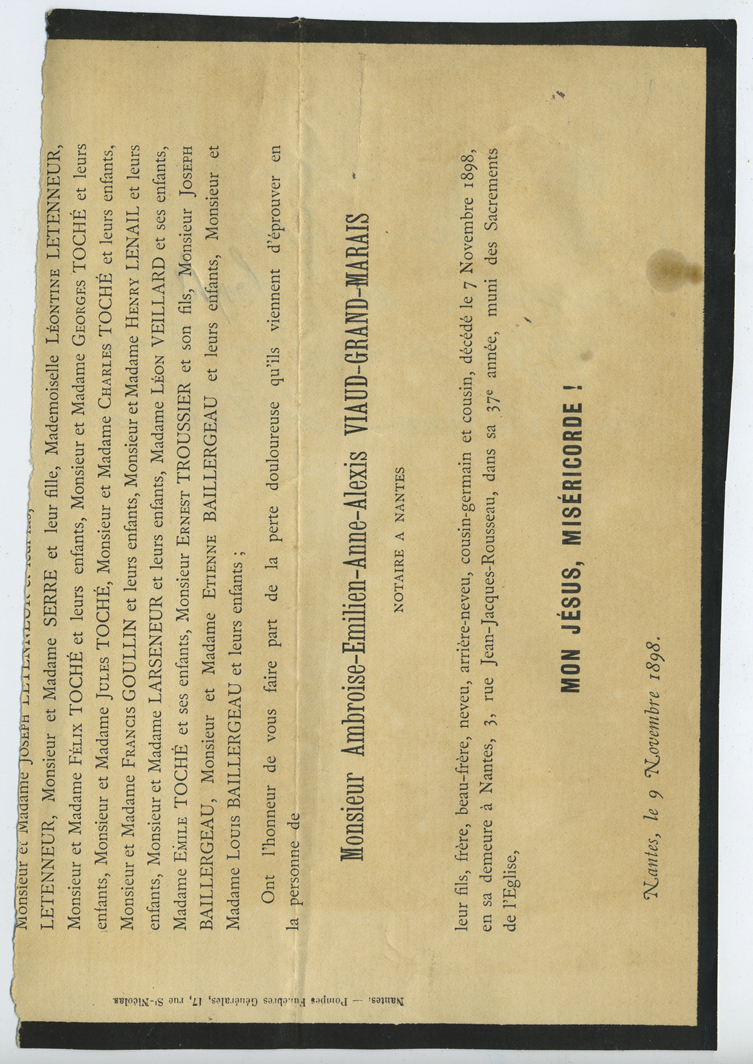 Monsieur et Madame JOSEPH LETENNEUR et leur fils,
LETENNEUR, Monsieur et Madame SERRE et leur fille, Mademoiselle LÉONTINE LETENNEUR,
Monsieur et Madame FÉLIX TOCHÉ et leurs enfants, Monsieur et Madame GEORGES TOCHÉ et leurs
enfants, Monsieur et Madame JULES TOCHÉ, Monsieur et Madame CHARLES TOCHÉ et leurs enfants,
Monsieur et Madame FRANCIS GOULLIN et leurs enfants, Monsieur et Madame HENRY LENAIL et leurs
enfants, Monsieur et Madame LARSENEUR et leurs enfants, Madame LÉON VEILLARD et ses enfants,
Madame EMILE TOCHÉ et ses enfants, Monsieur ERNEST TROUSSIER et son fils, Monsieur JOSEPH
BAILLERGEAU, Monsieur et Madame ETIENNE BAILLERGEAU et leurs enfants, Monsieur et
Madame LOUIS BAILLERGEAU et leurs enfants ;
Ont l'honneur de vous faire part de la perte douloureuse qu'ils viennent d'éprouver en
la personne de
Monsieur Ambroise-Emilien-Anne-Alexis VIAUD-GRAND-MARAIS
NOTAIRE A NANTES
leur fils, frère, beau-frère, neveu, arrière-neveu, cousin-germain et cousin, décédé le 7 Novembre 1898,
en sa demeure à Nantes, 3, rue Jean-Jacques-Rousseau, dans sa 37e année, muni des Sacrements
de l'Eglise,
MON JÉSUS, MISÉRICORDE !
Nantes, le 9 Novembre 1898.
Nantes. — Pompes Funèbres Générales, 17, rue St-Nicolas